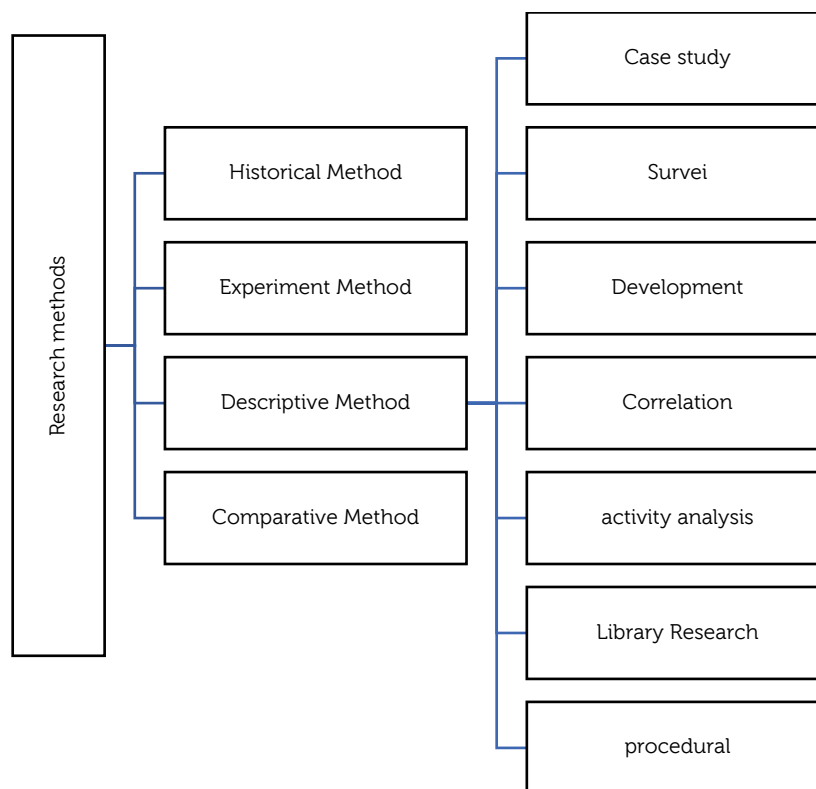 Research methods
Historical Method
Experiment Method
Descriptive Method
Comparative Method
Case study
Survei
Development
Correlation
activity analysis
Library Research
procedural